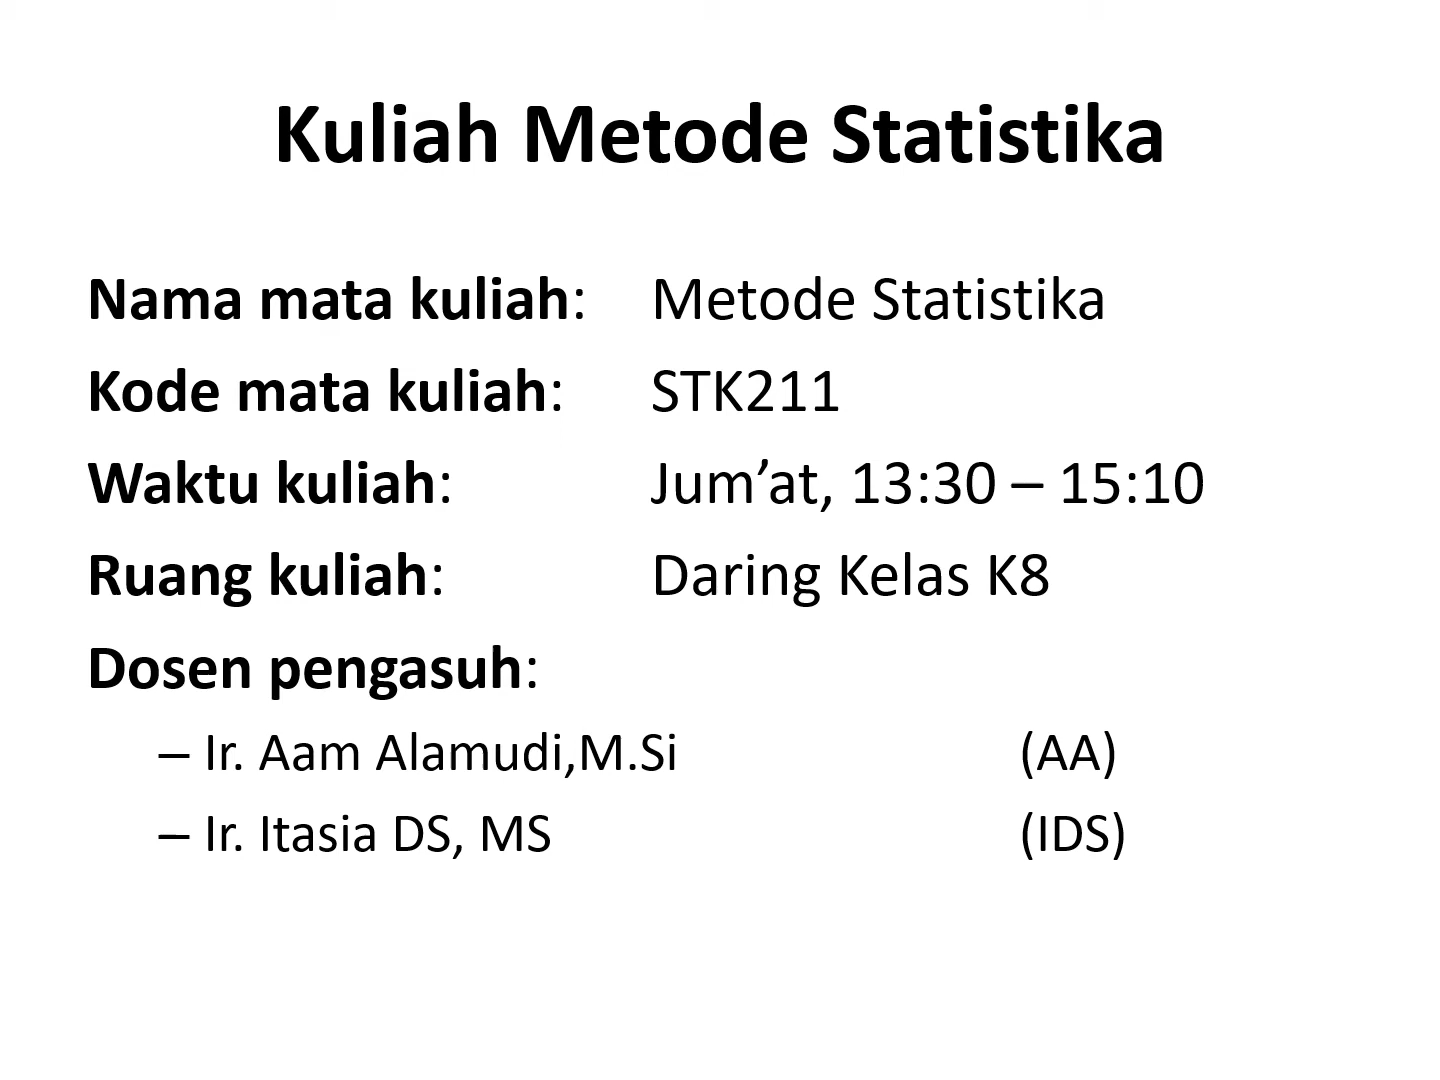 Kuliah Metode Statistika
Nama mata kuliah: Metode Statistika
Kode mata kuliah: STK211
Waktu kuliah: Jum’at, 13:30 – 15:10
Ruang kuliah: Daring Kelas K8
Dosen pengasuh:
– Ir. Aam Alamudi,M.Si (AA)
– Ir. Itasia DS, MS (IDS)